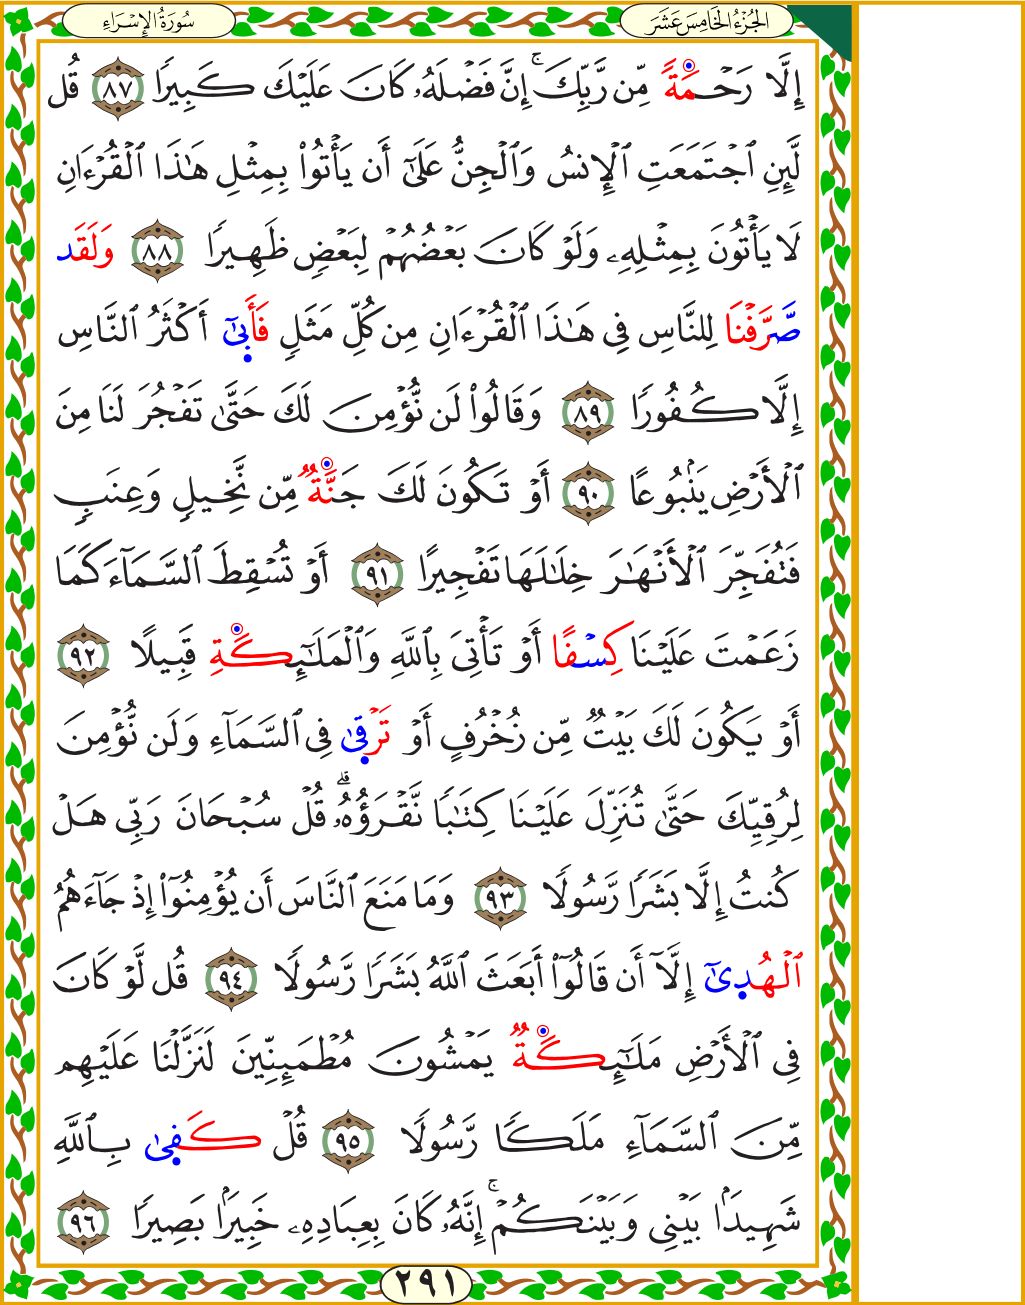 الجُزْءُ الخَامِسَ عَشَرَ
سُورَةُ الإِسْرَاءِ
إِلَّا رَحْمَةً مِّن رَّبِّكَ ۚ إِنَّ فَضْلَهُۥ كَانَ عَلَيْكَ كَبِيرًا ٨٧ قُل
لَّئِنِ ٱجْتَمَعَتِ ٱلْإِنسُ وَٱلْجِنُّ عَلَىٰٓ أَن يَأْتُوا۟ بِمِثْلِ هَـٰذَا ٱلْقُرْءَانِ
لَا يَأْتُونَ بِمِثْلِهِۦ وَلَوْ كَانَ بَعْضُهُمْ لِبَعْضٍ ظَهِيرًا ٨٨ وَلَقَد
صَّرَّفْنَا لِلنَّاسِ فِى هَـٰذَا ٱلْقُرْءَانِ مِن كُلِّ مَثَلٍ فَأَبَىٰٓ أَكْثَرُ ٱلنَّاسِ
إِلَّا كُفُورًا ٨٩ وَقَالُوا۟ لَن نُّؤْمِنَ لَكَ حَتَّىٰ تَفْجُرَ لَنَا مِنَ
ٱلْأَرْضِ يَنۢبُوعًا ٩٠ أَوْ تَكُونَ لَكَ جَنَّةٌ مِّن نَّخِيلٍ وَعِنَبٍ
فَتُفَجِّرَ ٱلْأَنْهَـٰرَ خِلَـٰلَهَا تَفْجِيرًا ٩١ أَوْ تُسْقِطَ ٱلسَّمَآءَ كَمَا
زَعَمْتَ عَلَيْنَا كِسْفًا أَوْ تَأْتِىَ بِٱللَّهِ وَٱلْمَلَـٰٓئِكَةِ قَبِيلًا ٩٢
أَوْ يَكُونَ لَكَ بَيْتٌ مِّن زُخْرُفٍ أَوْ تَرْقَىٰ فِى ٱلسَّمَآءِ وَلَن نُّؤْمِنَ
لِرُقِيِّكَ حَتَّىٰ تُنَزِّلَ عَلَيْنَا كِتَـٰبًا نَّقْرَؤُهُۥ ۗ قُلْ سُبْحَانَ رَبِّى هَلْ
كُنتُ إِلَّا بَشَرًا رَّسُولًا ٩٣ وَمَا مَنَعَ ٱلنَّاسَ أَن يُؤْمِنُوٓا۟ إِذْ جَآءَهُمُ
ٱلْهُدَىٰٓ إِلَّآ أَن قَالُوٓا۟ أَبَعَثَ ٱللَّهُ بَشَرًا رَّسُولًا ٩٤ قُل لَّوْ كَانَ
فِى ٱلْأَرْضِ مَلَـٰٓئِكَةٌ يَمْشُونَ مُطْمَئِنِّينَ لَنَزَّلْنَا عَلَيْهِم
مِّنَ ٱلسَّمَآءِ مَلَكًا رَّسُولًا ٩٥ قُلْ كَفَىٰ بِٱللَّهِ
شَهِيدًۢا بَيْنِى وَبَيْنَكُمْ ۚ إِنَّهُۥ كَانَ بِعِبَادِهِۦ خَبِيرًۢا بَصِيرًا ٩٦
٢٩١